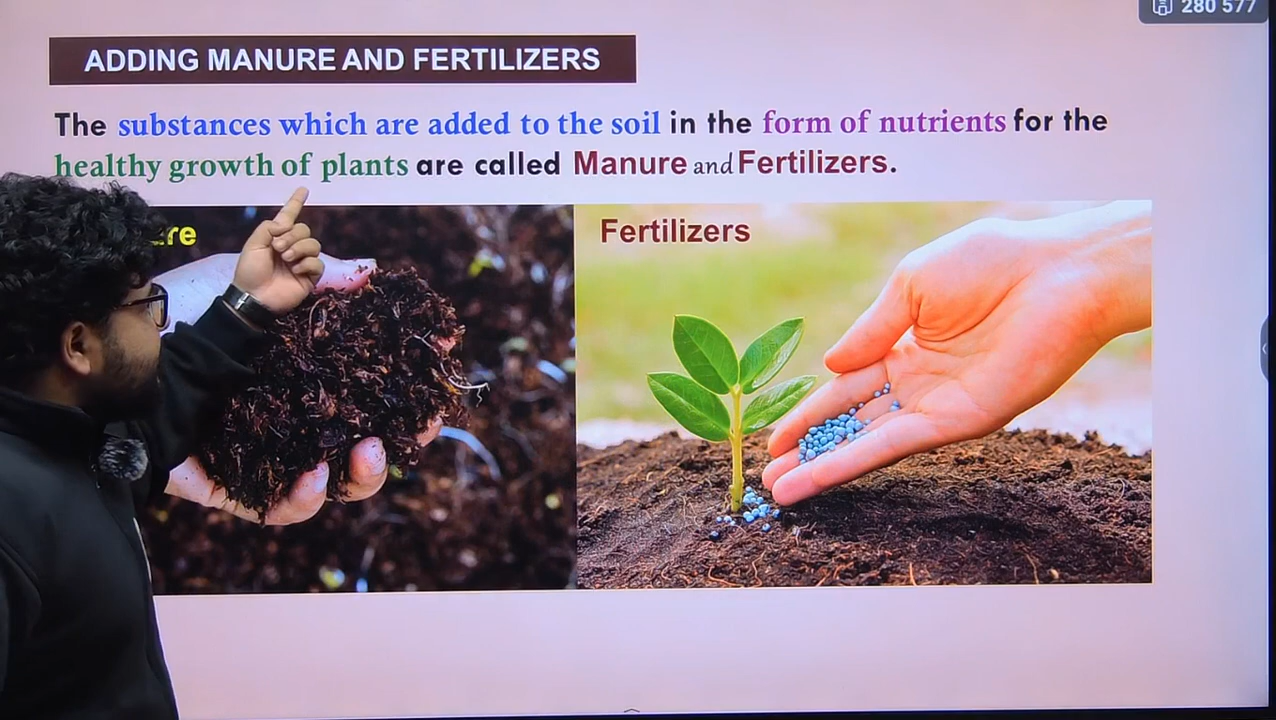 280 577
ADDING MANURE AND FERTILIZERS
The substances which are added to the soil in the form of nutrients for the
healthy growth of plants are called Manure and Fertilizers.
Fertilizers